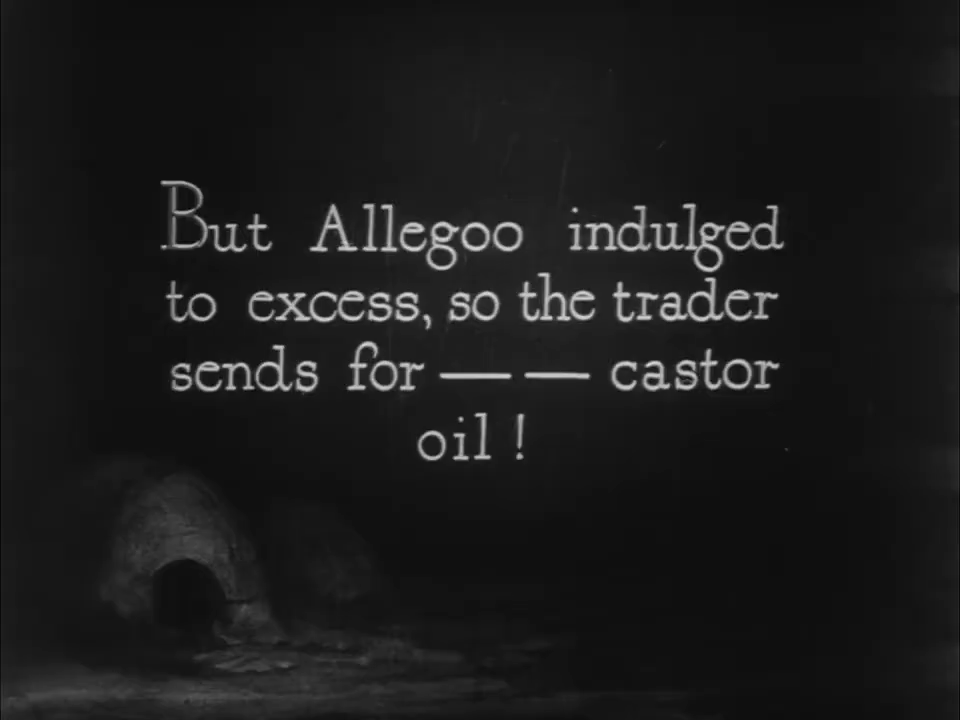 But Allegoo indulged
to excess, so the trader
sends for — — castor
oil !